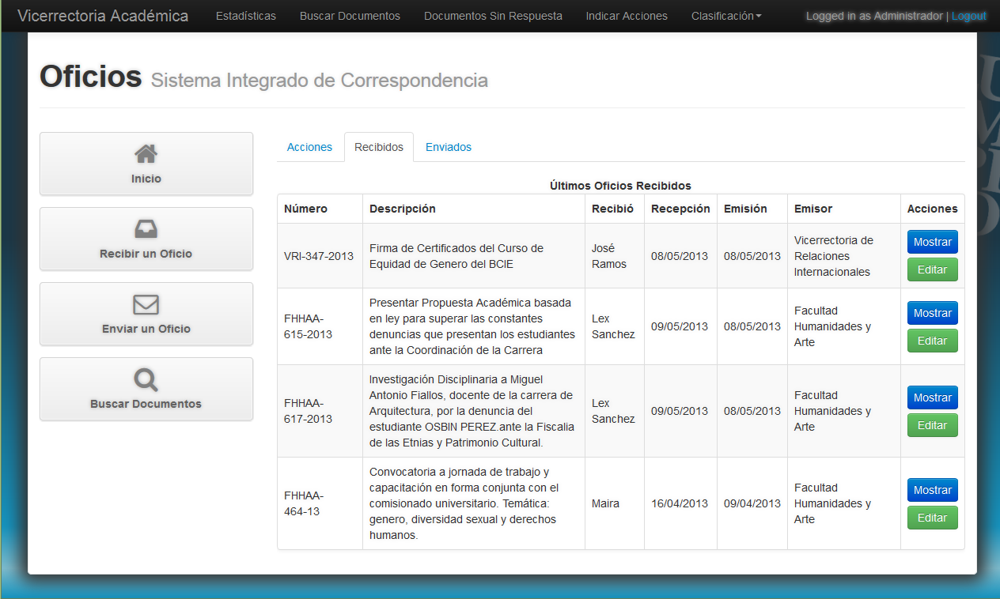 Vicerrectoria Académica Estadísticas Buscar Documentos Documentos Sin Respuesta Indicar Acciones Clasificación Logged in as Administrador | Logout
Oficios Sistema Integrado de Correspondencia
Inicio
Recibir un Oficio
Enviar un Oficio
Buscar Documentos
Acciones Recibidos Enviados
Últimos Oficios Recibidos
Número Descripción Recibió Recepción Emisión Emisor Acciones
VRI-347-2013
Firma de Certificados del Curso de
Equidad de Genero del BCIE
José
Ramos
08/05/2013
08/05/2013
Vicerrectoria de
Relaciones
Internacionales
Mostrar
Editar
FHHAA-
615-2013
Presentar Propuesta Académica basada
en ley para superar las constantes
denuncias que presentan los estudiantes
ante la Coordinación de la Carrera
Lex
Sanchez
09/05/2013
08/05/2013
Facultad
Humanidades y
Arte
Mostrar
Editar
FHHAA-
617-2013
Investigación Disciplinaria a Miguel
Antonio Fiallos, docente de la carrera de
Arquitectura, por la denuncia del
estudiante OSBIN PEREZ.ante la Fiscalia
de las Etnias y Patrimonio Cultural.
Lex
Sanchez
09/05/2013
08/05/2013
Facultad
Humanidades y
Arte
Mostrar
Editar
FHHAA-
464-13
Convocatoria a jornada de trabajo y
capacitación en forma conjunta con el
comisionado universitario. Temática:
genero, diversidad sexual y derechos
humanos.
Maira
16/04/2013
09/04/2013
Facultad
Humanidades y
Arte
Mostrar
Editar